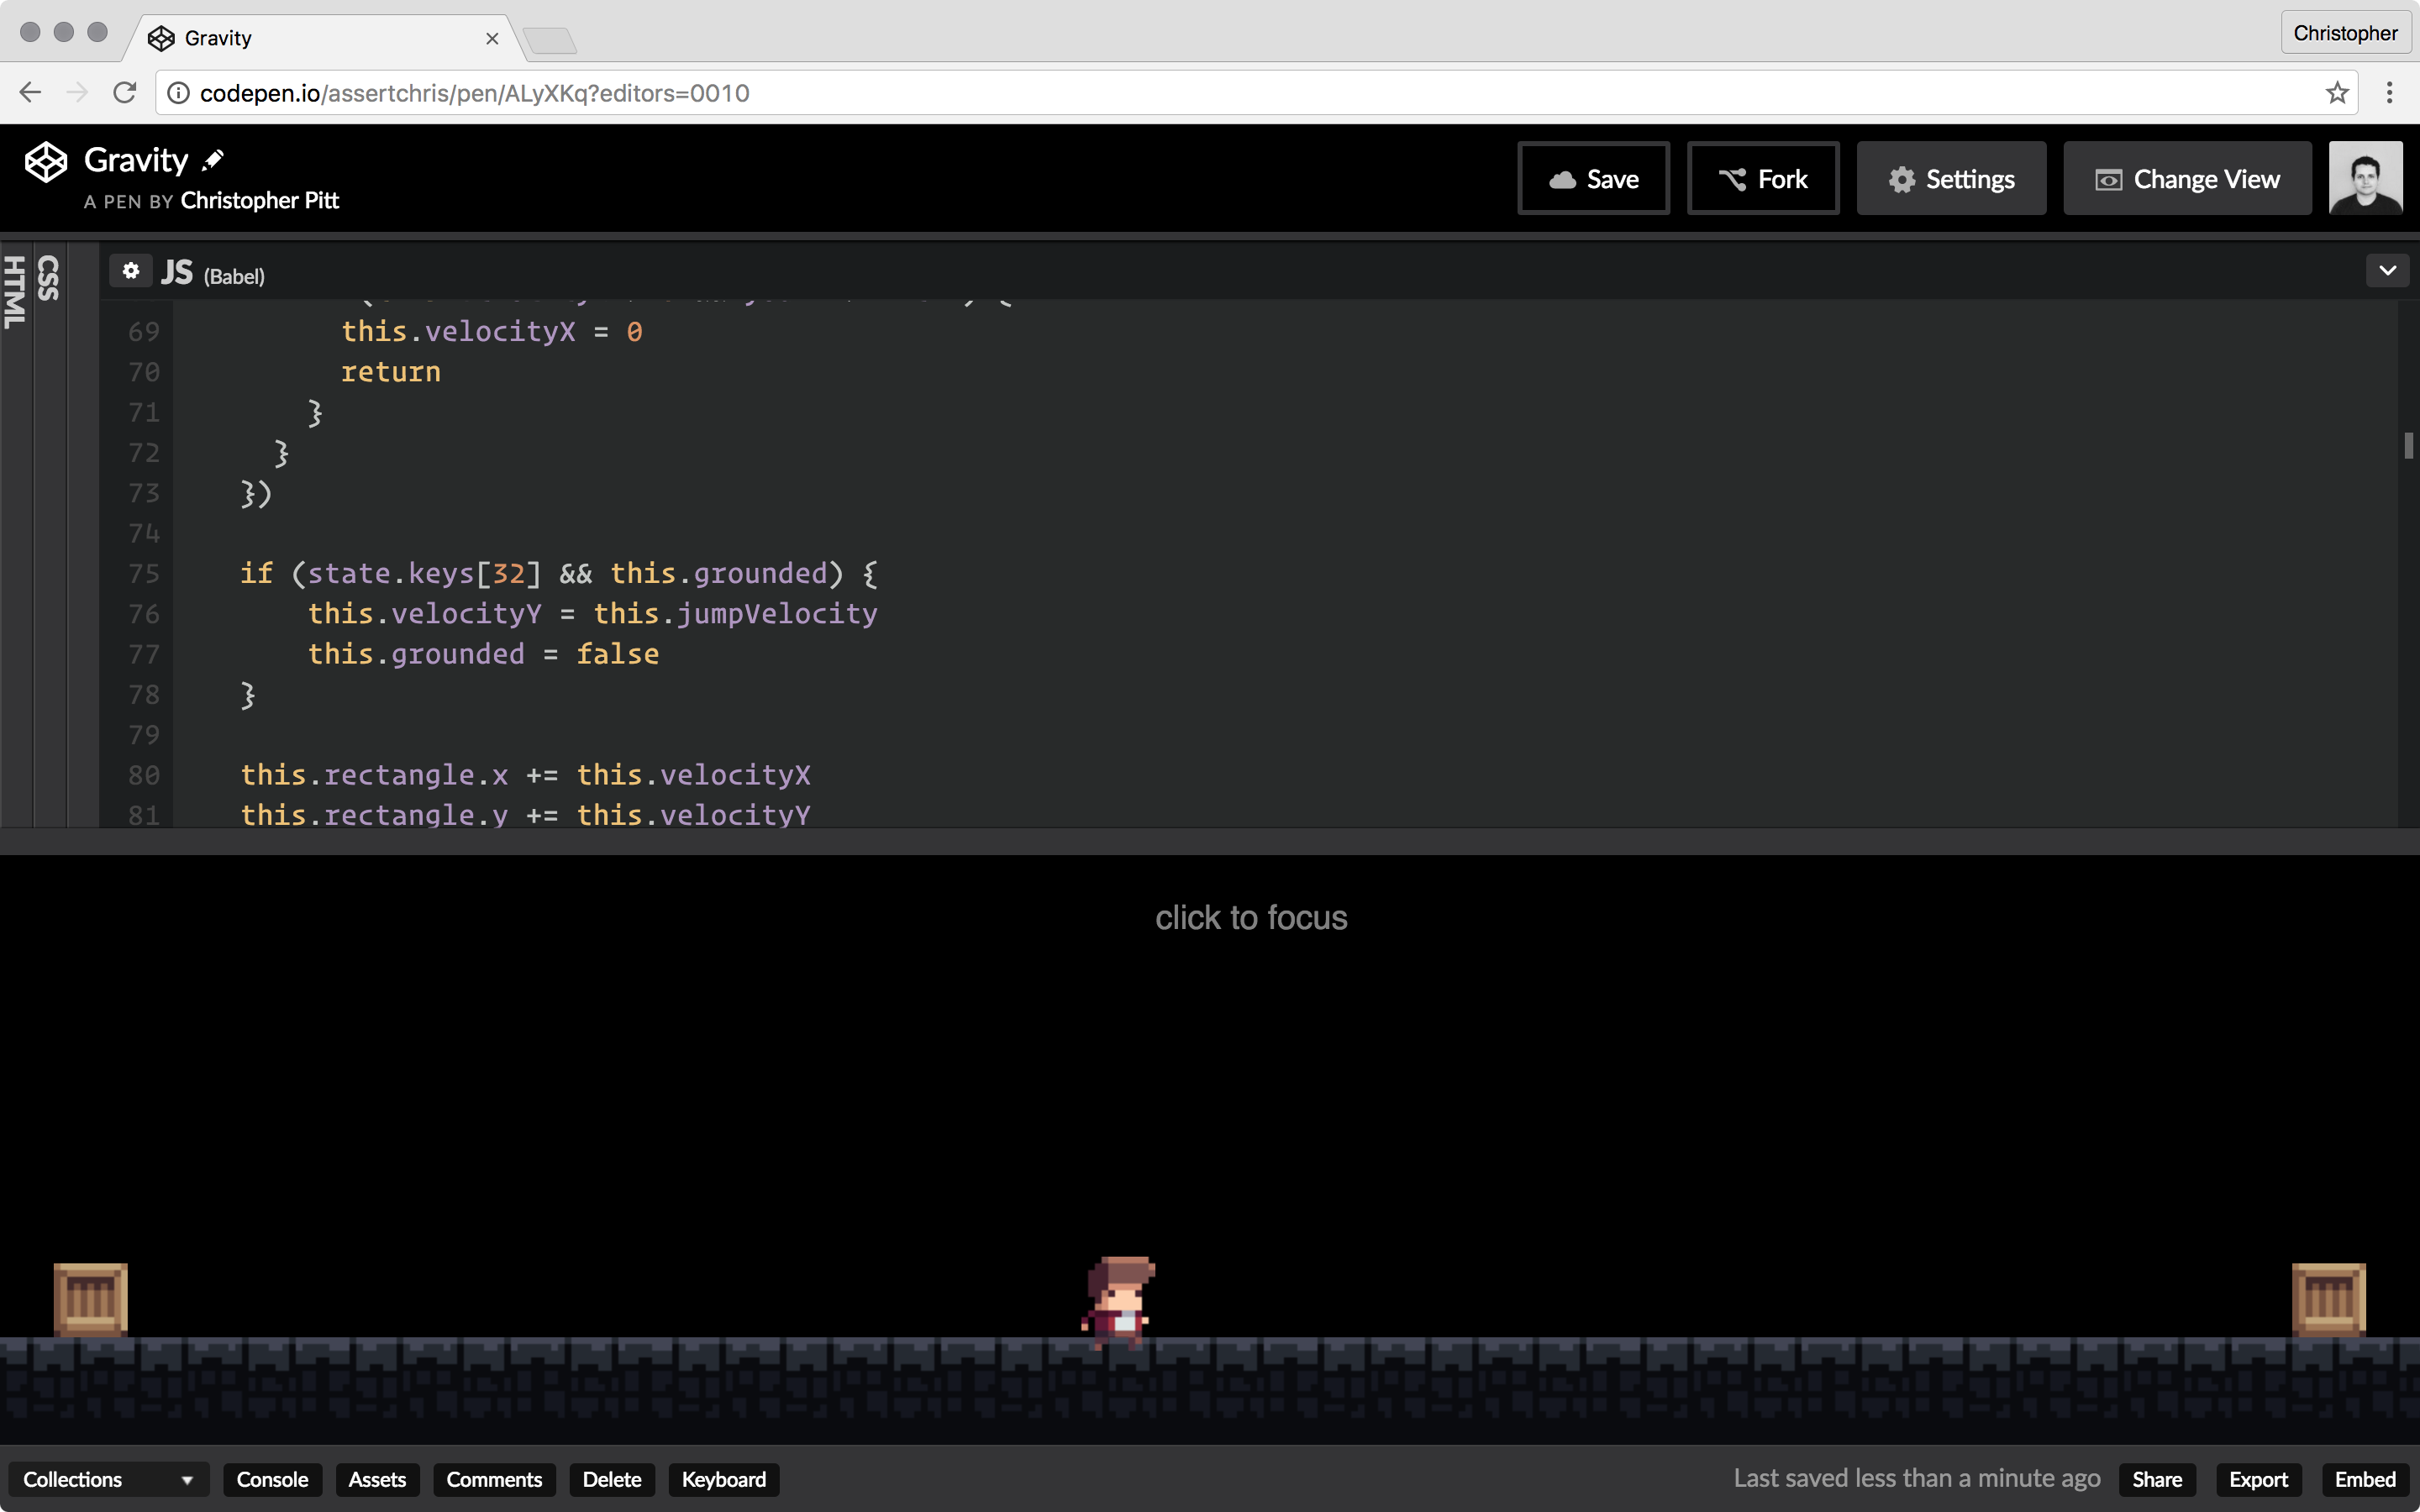 Gravity
Christopher
codepen.io/assertchris/pen/ALyXKq?editors=0010
Gravity
A PEN BY Christopher Pitt
Save
Fork
Settings
Change View
HTML
CSS
JS (Babel)
69 this.velocityX = 0
70 return
71 }
72 }
73 })
74
75 if (state.keys[32] && this.grounded) {
76 this.velocityY = this.jumpVelocity
77 this.grounded = false
78 }
79
80 this.rectangle.x += this.velocityX
81 this.rectangle.y += this.velocityY
click to focus
Collections
Console
Assets
Comments
Delete
Keyboard
Last saved less than a minute ago
Share
Export
Embed